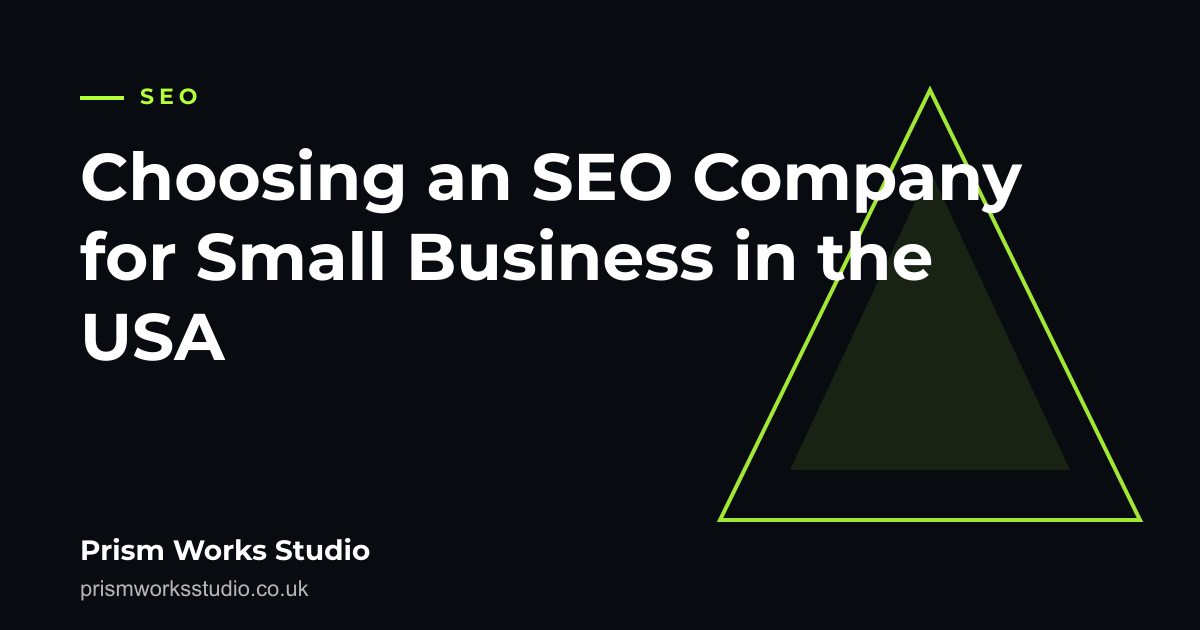 SEO
Choosing an SEO Company
for Small Business in the
USA
Prism Works Studio
prismworksstudio.co.uk